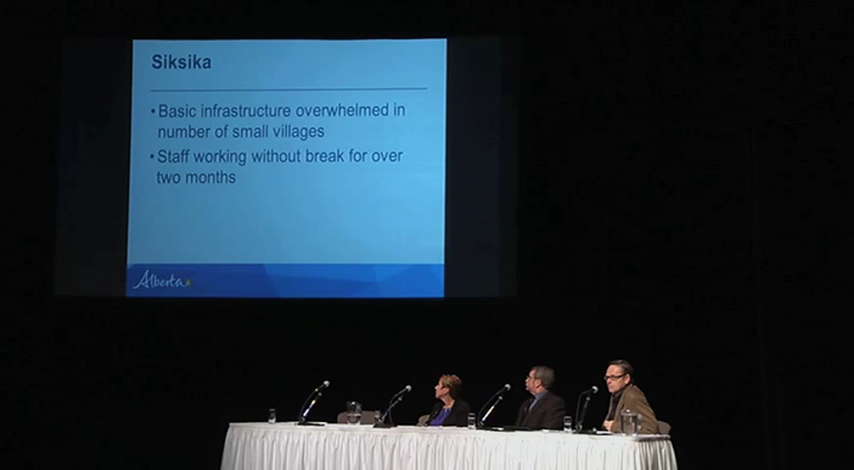 Siksika
• Basic infrastructure overwhelmed in
number of small villages
• Staff working without break for over
two months
Alberta